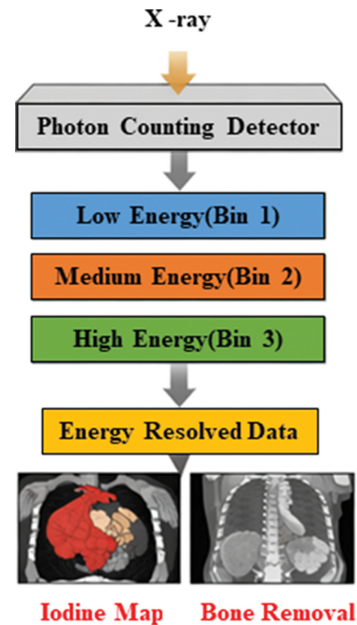 X -ray
Photon Counting Detector
Low Energy(Bin 1)
Medium Energy(Bin 2)
High Energy(Bin 3)
Energy Resolved Data
Iodine Map Bone Removal